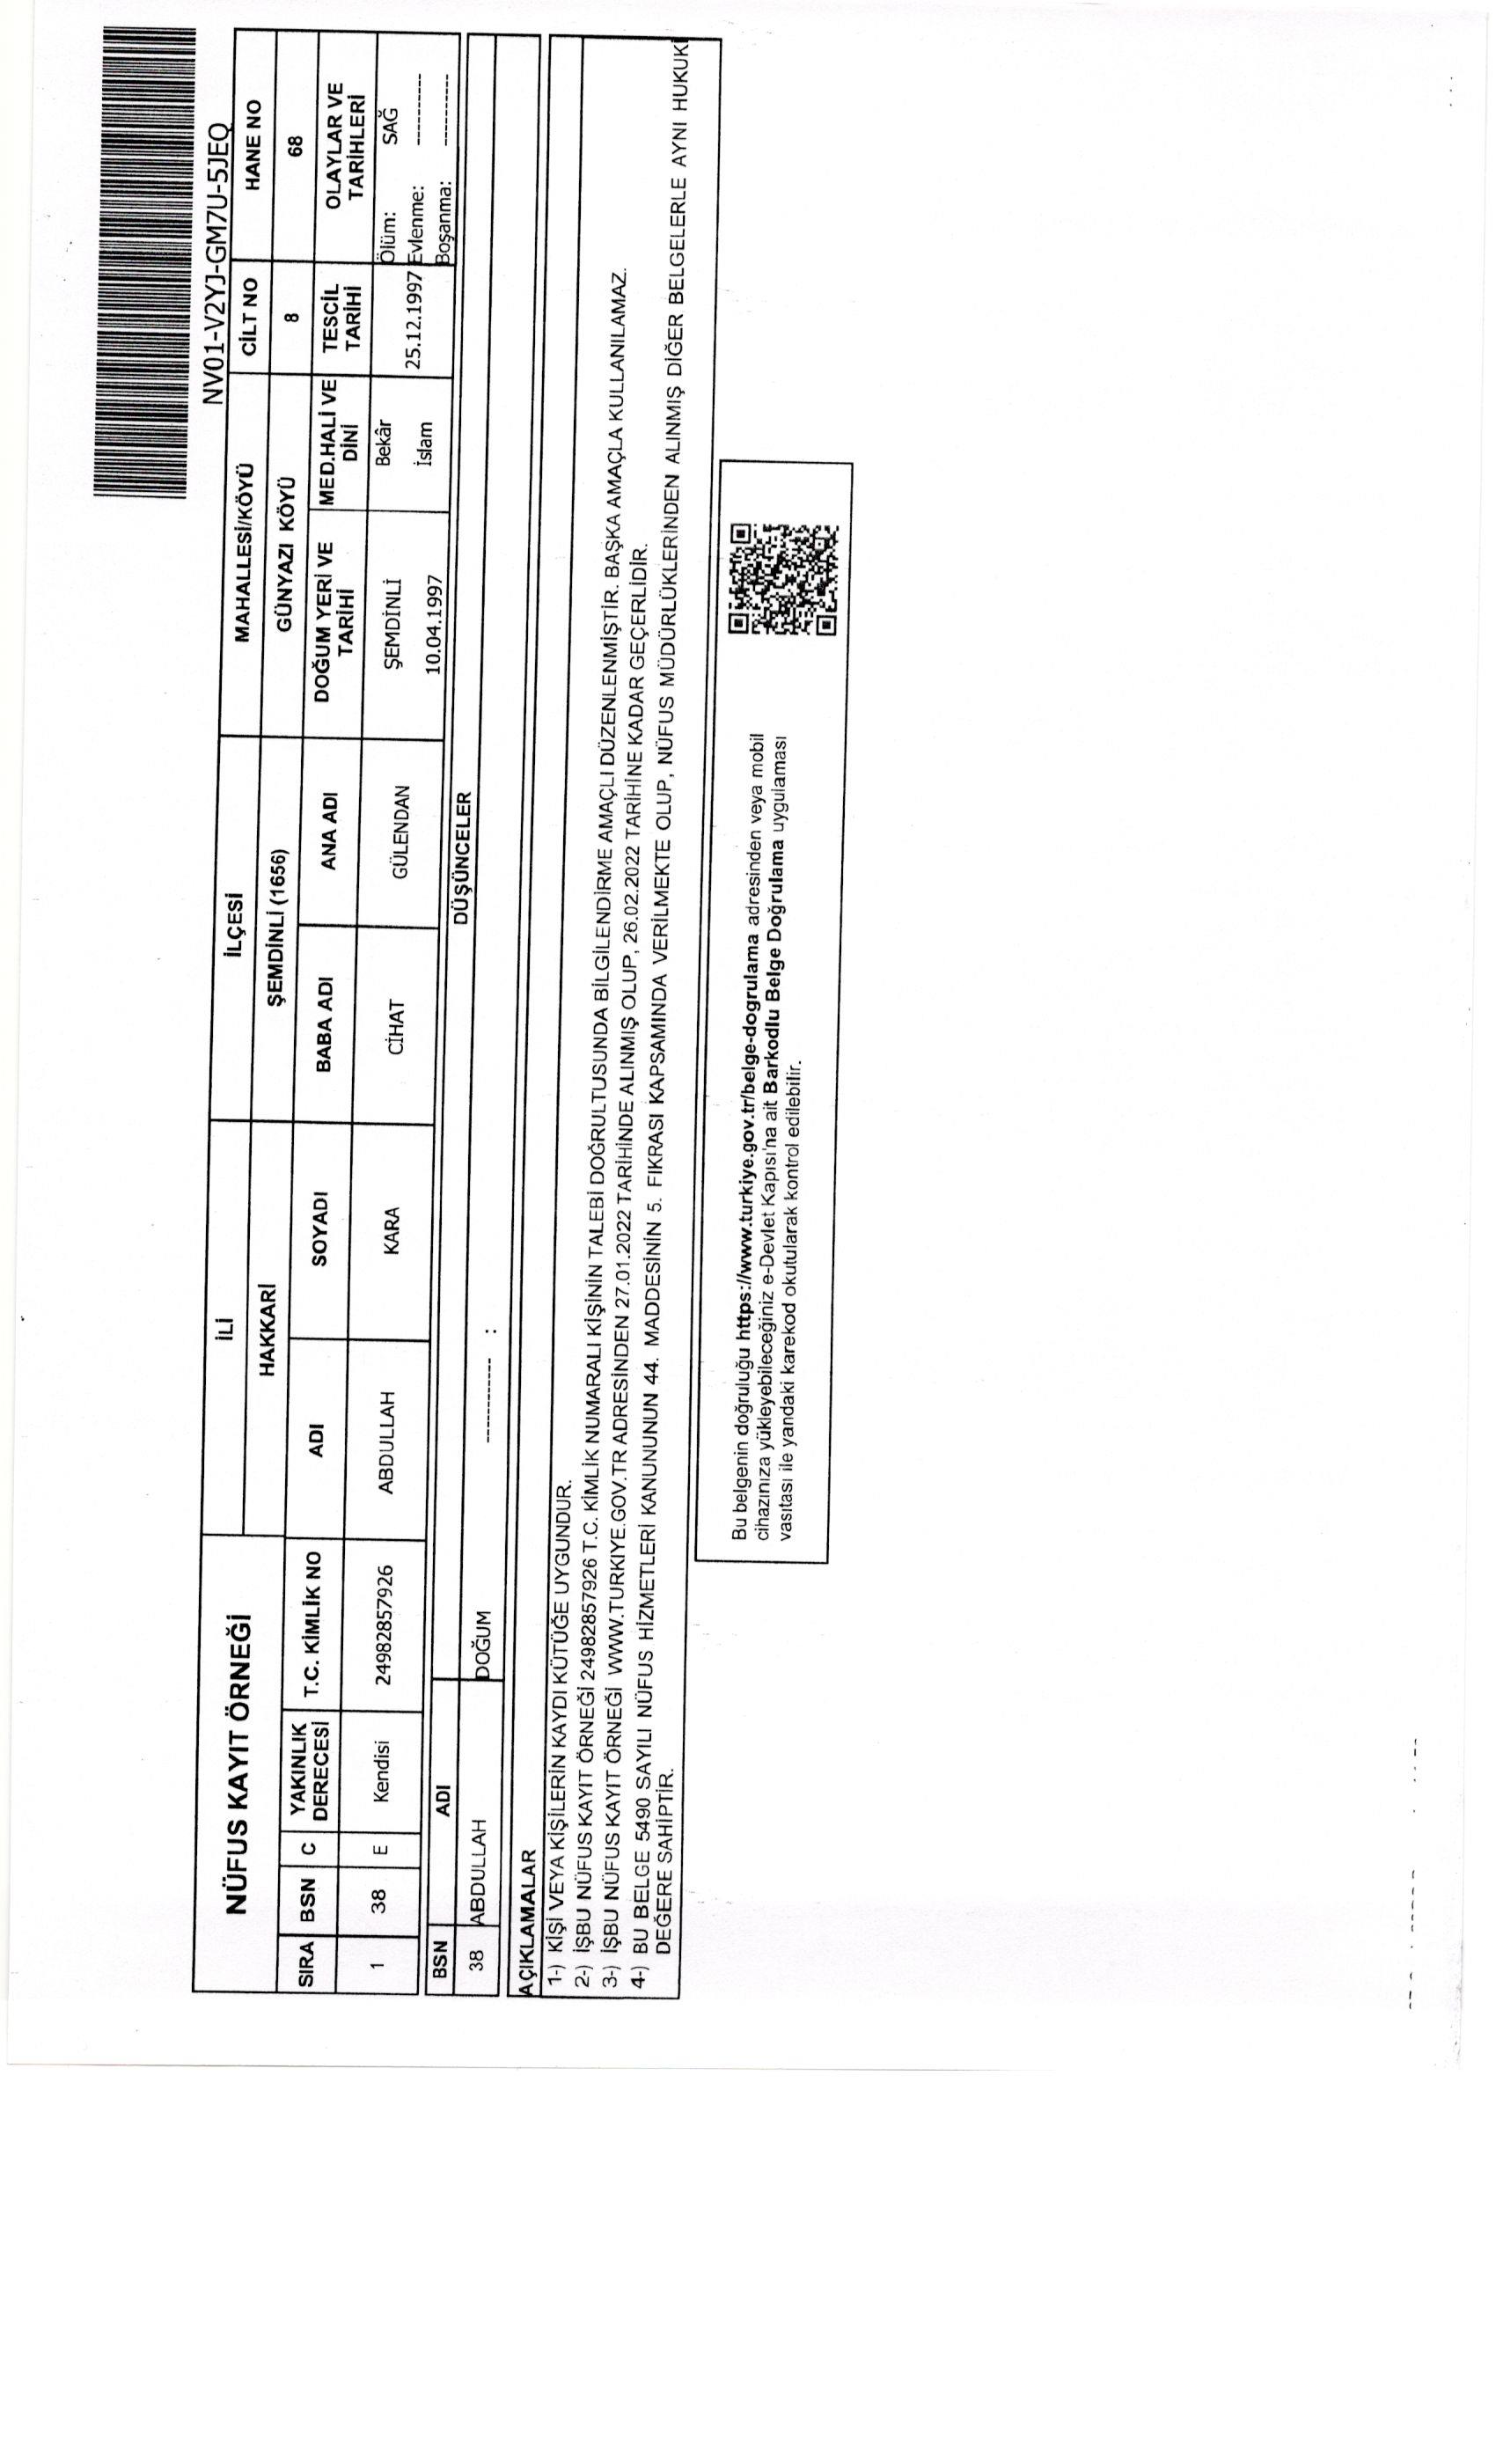 NV01-V2YJ-GM7U-5JEQ
NÜFUS KAYIT ÖRNEĞİ
İLİ İLÇESİ MAHALLESİ/KÖYÜ CİLT NO HANE NO
HAKKARİ ŞEMDİNLİ (1656) GÜNYAZI KÖYÜ 8 68
SIRA BSN C YAKINLIK DERECESİ T.C. KİMLİK NO ADI SOYADI BABA ADI ANA ADI DOĞUM YERİ VE TARİHİ MED.HALİ VE DİNİ TESCİL TARİHİ OLAYLAR VE TARİHLERİ
1 38 E Kendisi 24982857926 ABDULLAH KARA CİHAT GÜLENDAN ŞEMDİNLİ Bekâr Ölüm: SAĞ
10.04.1997 İslam 25.12.1997 Evlenme: ----------
Boşanma: ----------
BSN ADI DÜŞÜNCELER
38 ABDULLAH DOĞUM ---------- :
AÇIKLAMALAR
1-) KİŞİ VEYA KİŞİLERİN KAYDI KÜTÜĞE UYGUNDUR.
2-) İŞBU NÜFUS KAYIT ÖRNEĞİ 24982857926 T.C. KİMLİK NUMARALI KİŞİNİN TALEBİ DOĞRULTUSUNDA BİLGİLENDİRME AMAÇLI DÜZENLENMİŞTİR. BAŞKA AMAÇLA KULLANILAMAZ.
3-) İŞBU NÜFUS KAYIT ÖRNEĞİ WWW.TURKIYE.GOV.TR ADRESİNDEN 27.01.2022 TARİHİNDE ALINMIŞ OLUP, 26.02.2022 TARİHİNE KADAR GEÇERLİDİR.
4-) BU BELGE 5490 SAYILI NÜFUS HİZMETLERİ KANUNUNUN 44. MADDESİNİN 5. FIKRASI KAPSAMINDA VERİLMEKTE OLUP, NÜFUS MÜDÜRLÜKLERİNDEN ALINMIŞ DİĞER BELGELERLE AYNI HUKUKİ
DEĞERE SAHİPTİR.
Bu belgenin doğruluğu https://www.turkiye.gov.tr/belge-dogrulama adresinden veya mobil
cihazınıza yükleyebileceğiniz e-Devlet Kapısı'na ait Barkodlu Belge Doğrulama uygulaması
vasıtası ile yandaki karekod okutularak kontrol edilebilir.